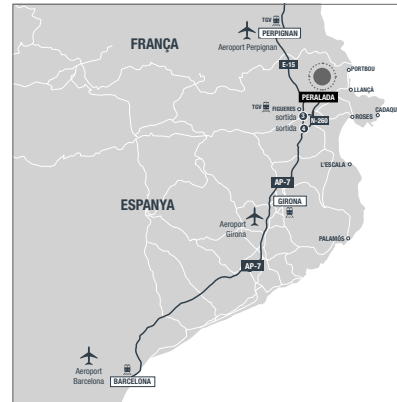 TGV
PERPIGNAN
FRANÇA
Aeroport Perpignan
E-15
PORTBOU
LLANÇÀ
PERALADA
CADAQU
TGV
FIGUERES
sortida 3
ROSES
N-260
sortida 4
L'ESCALA
AP-7
ESPANYA
GIRONA
Aeroport
Girona
PALAMÓS
AP-7
Aeroport
Barcelona
BARCELONA